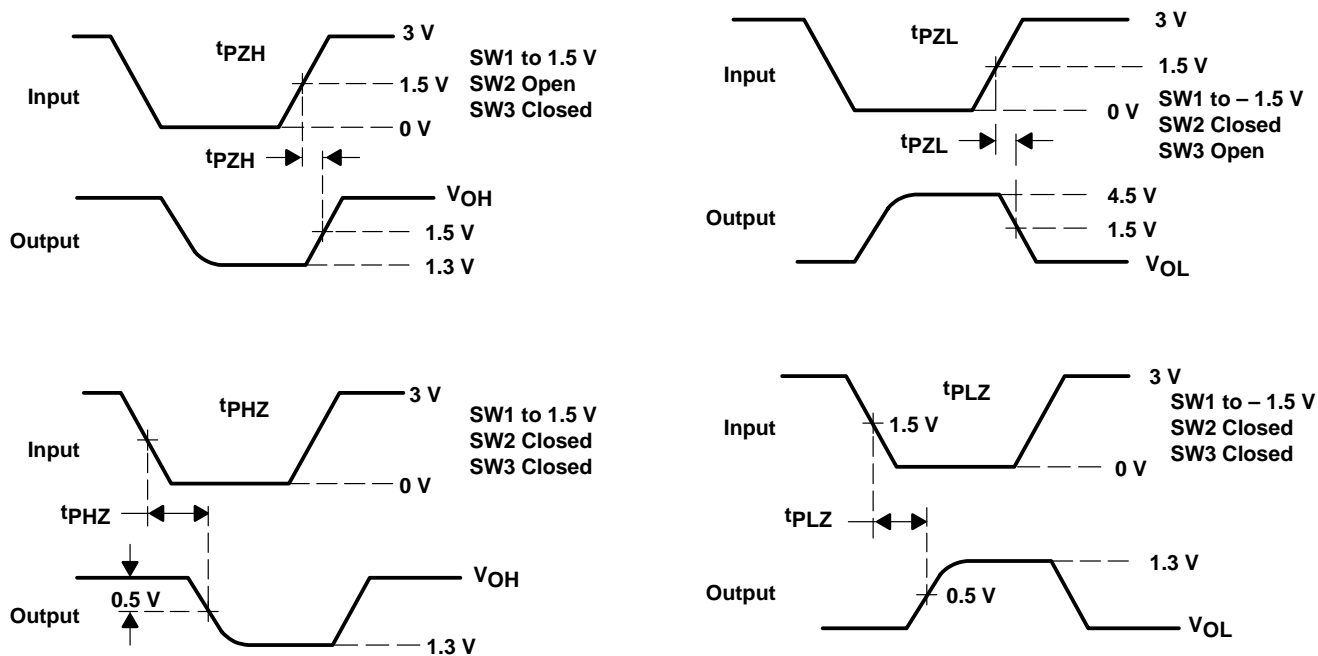 tPZH
3 V
1.5 V
SW1 to 1.5 V
SW2 Open
SW3 Closed
Input
0 V
tPZH
VOH
Output
1.5 V
1.3 V
tPZL
3 V
1.5 V
Input
0 V
SW1 to – 1.5 V
SW2 Closed
SW3 Open
tPZL
4.5 V
Output
1.5 V
VOL
tPHZ
3 V
SW1 to 1.5 V
SW2 Closed
SW3 Closed
Input
0 V
tPHZ
VOH
0.5 V
Output
1.3 V
tPLZ
3 V
SW1 to – 1.5 V
SW2 Closed
SW3 Closed
Input
1.5 V
0 V
tPLZ
1.3 V
Output
0.5 V
VOL